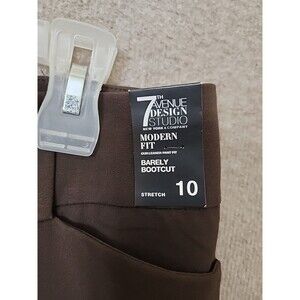 7TH
AVENUE
DESIGN
STUDIO
NEW YORK & COMPANY
MODERN
FIT
BARELY
BOOTCUT
STRETCH 10